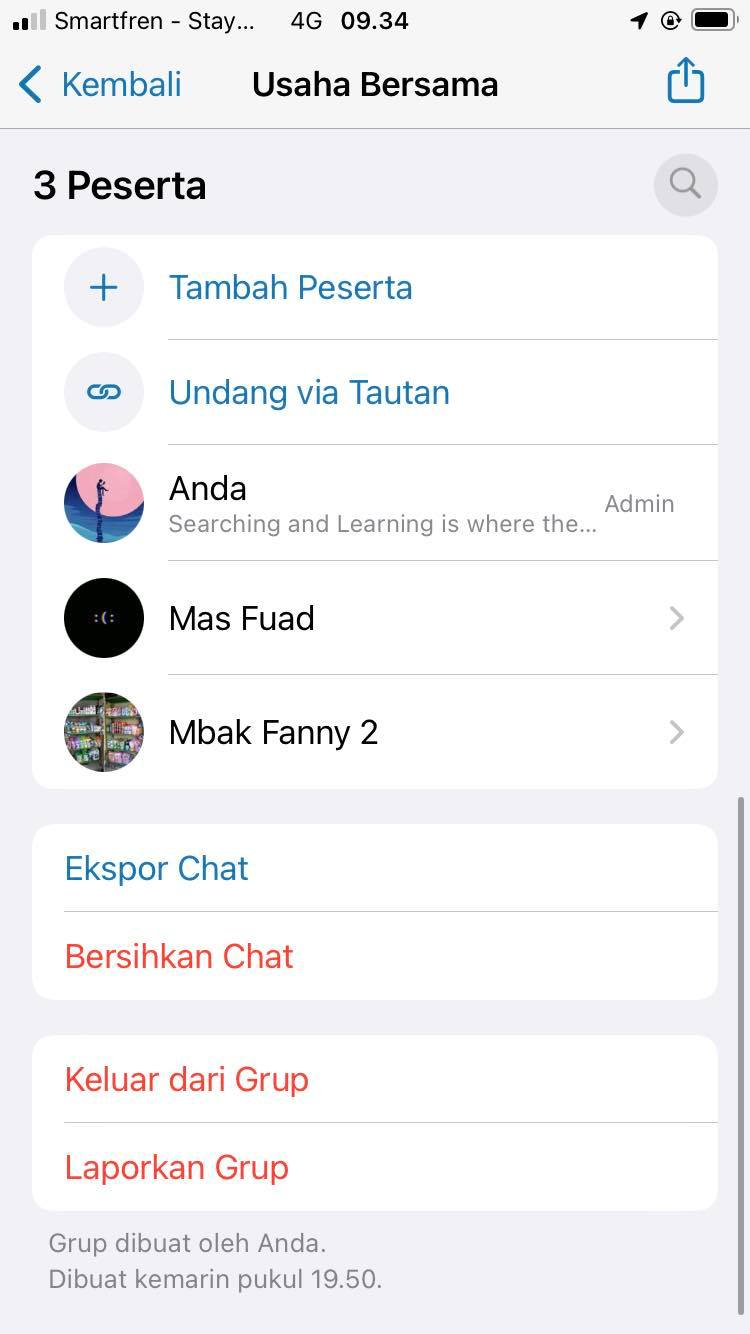 Smartfren - Stay... 4G 09.34
Kembali Usaha Bersama
3 Peserta
Tambah Peserta
Undang via Tautan
Anda
Admin
Searching and Learning is where the...
:(:
Mas Fuad
Mbak Fanny 2
Ekspor Chat
Bersihkan Chat
Keluar dari Grup
Laporkan Grup
Grup dibuat oleh Anda.
Dibuat kemarin pukul 19.50.